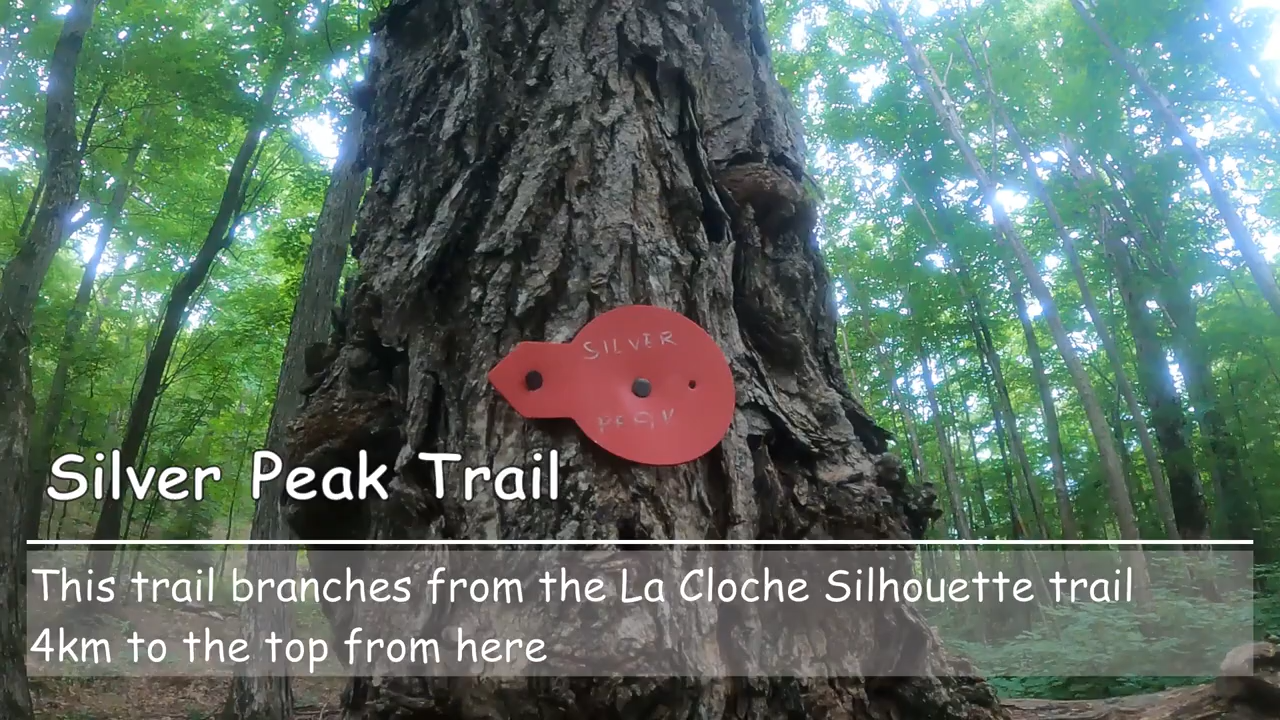 SILVER
PEAK
Silver Peak Trail
This trail branches from the La Cloche Silhouette trail
4km to the top from here